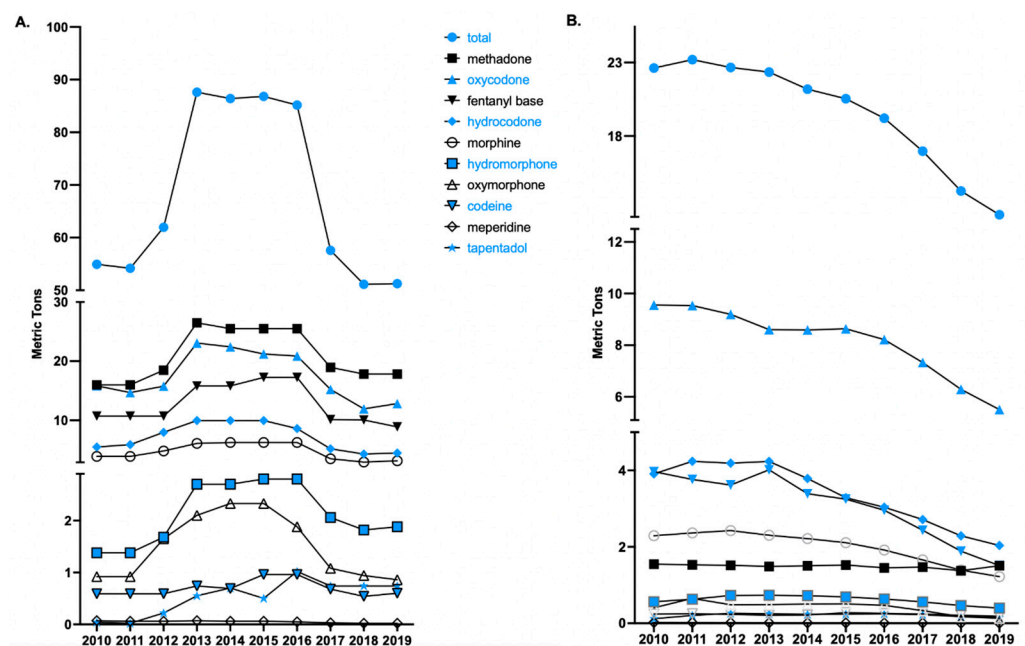 A.
100
90
80
70
60
50
30
20
10
2
1
0
Metric Tons
2010 2011 2012 2013 2014 2015 2016 2017 2018 2019
total
methadone
oxycodone
fentanyl base
hydrocodone
morphine
hydromorphone
oxymorphone
codeine
meperidine
tapentadol
B.
23
18
12
10
8
6
4
2
0
Metric Tons
2010 2011 2012 2013 2014 2015 2016 2017 2018 2019